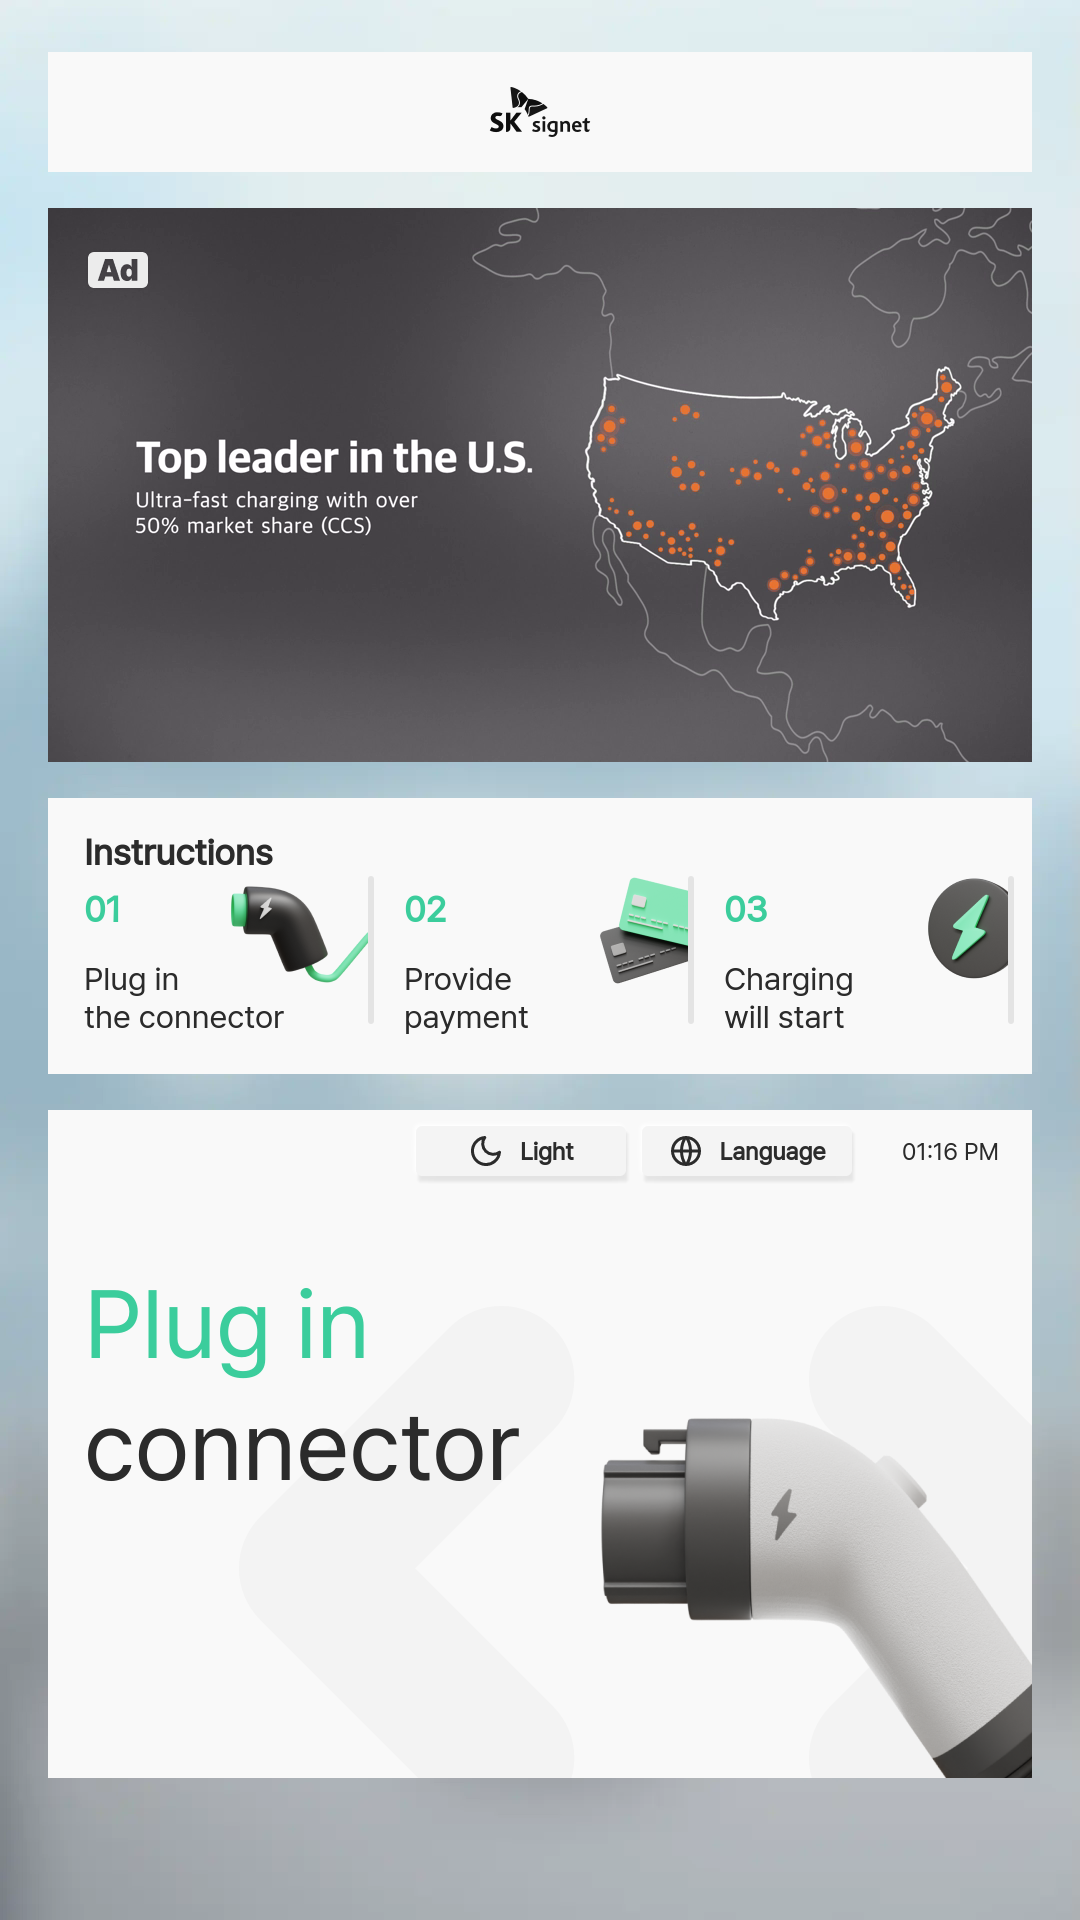 SK signet
Ad
Top leader in the U.S.
Ultra-fast charging with over
50% market share (CCS)
Instructions
01
Plug in
the connector
02
Provide
payment
03
Charging
will start
Light
Language
01:16 PM
Plug in
connector